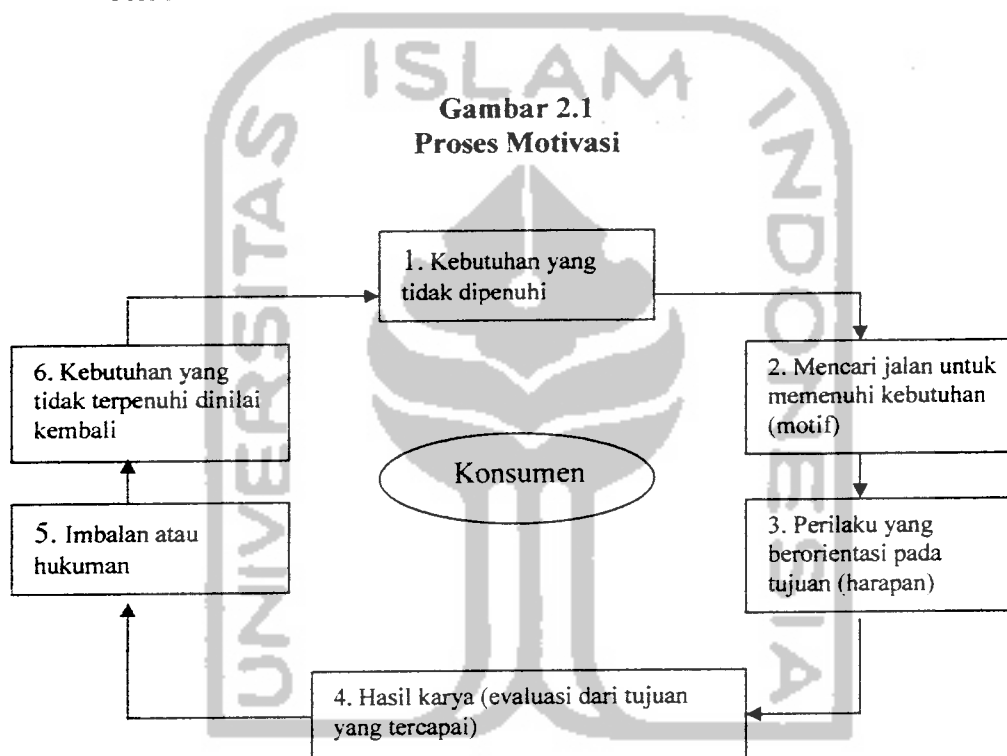 UNIVERSITAS ISLAM INDONESIA
Gambar 2.1
Proses Motivasi
1. Kebutuhan yang
tidak dipenuhi
2. Mencari jalan untuk
memenuhi kebutuhan
(motif)
3. Perilaku yang
berorientasi pada
tujuan (harapan)
4. Hasil karya (evaluasi dari tujuan
yang tercapai)
5. Imbalan atau
hukuman
6. Kebutuhan yang
tidak terpenuhi dinilai
kembali
Konsumen